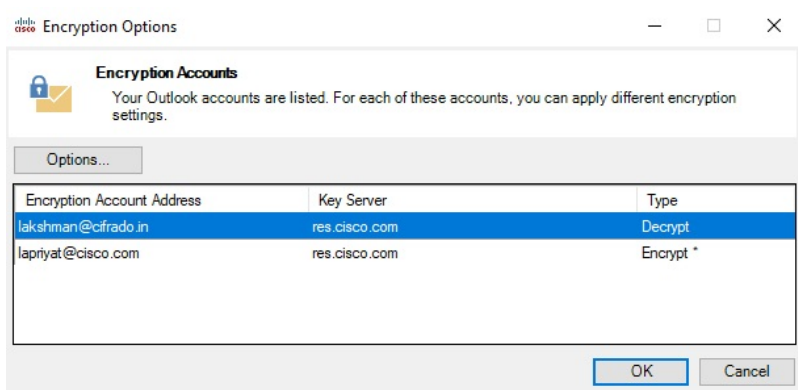 cisco Encryption Options
Encryption Accounts
Your Outlook accounts are listed. For each of these accounts, you can apply different encryption
settings.
Options...
Encryption Account Address Key Server Type
lakshman@cifrado.in res.cisco.com Decrypt
lapriyat@cisco.com res.cisco.com Encrypt *
OK Cancel